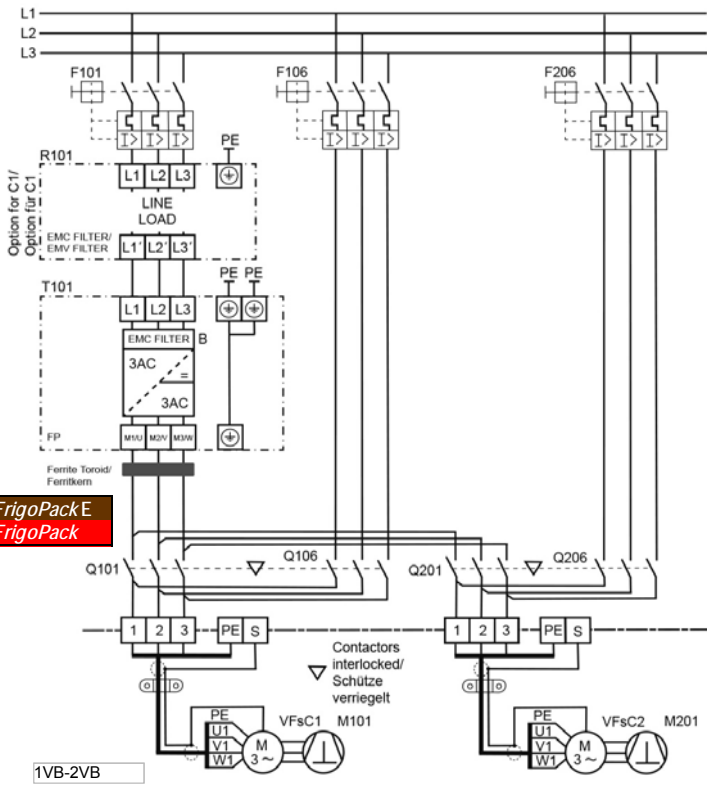 L1
L2
L3
F101
F106
F206
I> I> I>
I> I> I>
I> I> I>
PE
R101
L1 L2 L3
Option for C1/
Option für C1
LINE
LOAD
EMC FILTER/
EMV FILTER
L1´ L2´ L3´
PE PE
T101
L1 L2 L3
EMC FILTER B
3AC
=
3AC
FP
M1/U M2/V M3/W
Ferrite Toroid/
Ferritkern
FrigoPack E
FrigoPack
Q101
Q106
Q201
Q206
1 2 3 PE S
1 2 3 PE S
Contactors
interlocked/
Schütze
verriegelt
PE
U1
V1
W1
M
3 ~
VFsC1 M101
PE
U1
V1
W1
M
3 ~
VFsC2 M201
1VB-2VB